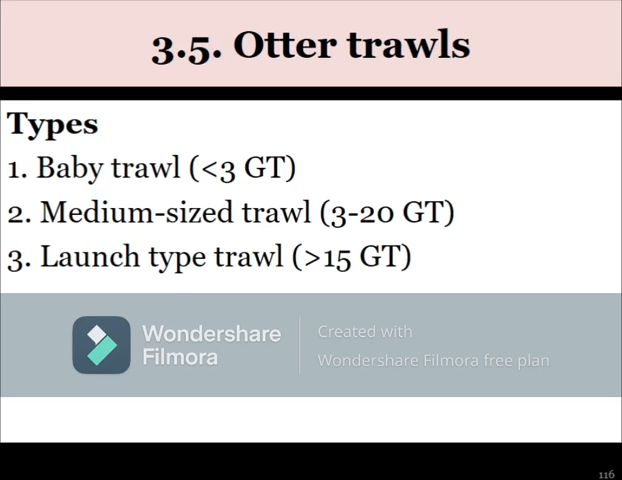 3.5. Otter trawls
Types
1. Baby trawl (<3 GT)
2. Medium-sized trawl (3-20 GT)
3. Launch type trawl (>15 GT)
Wondershare
Filmora
Created with
Wondershare Filmora free plan
116